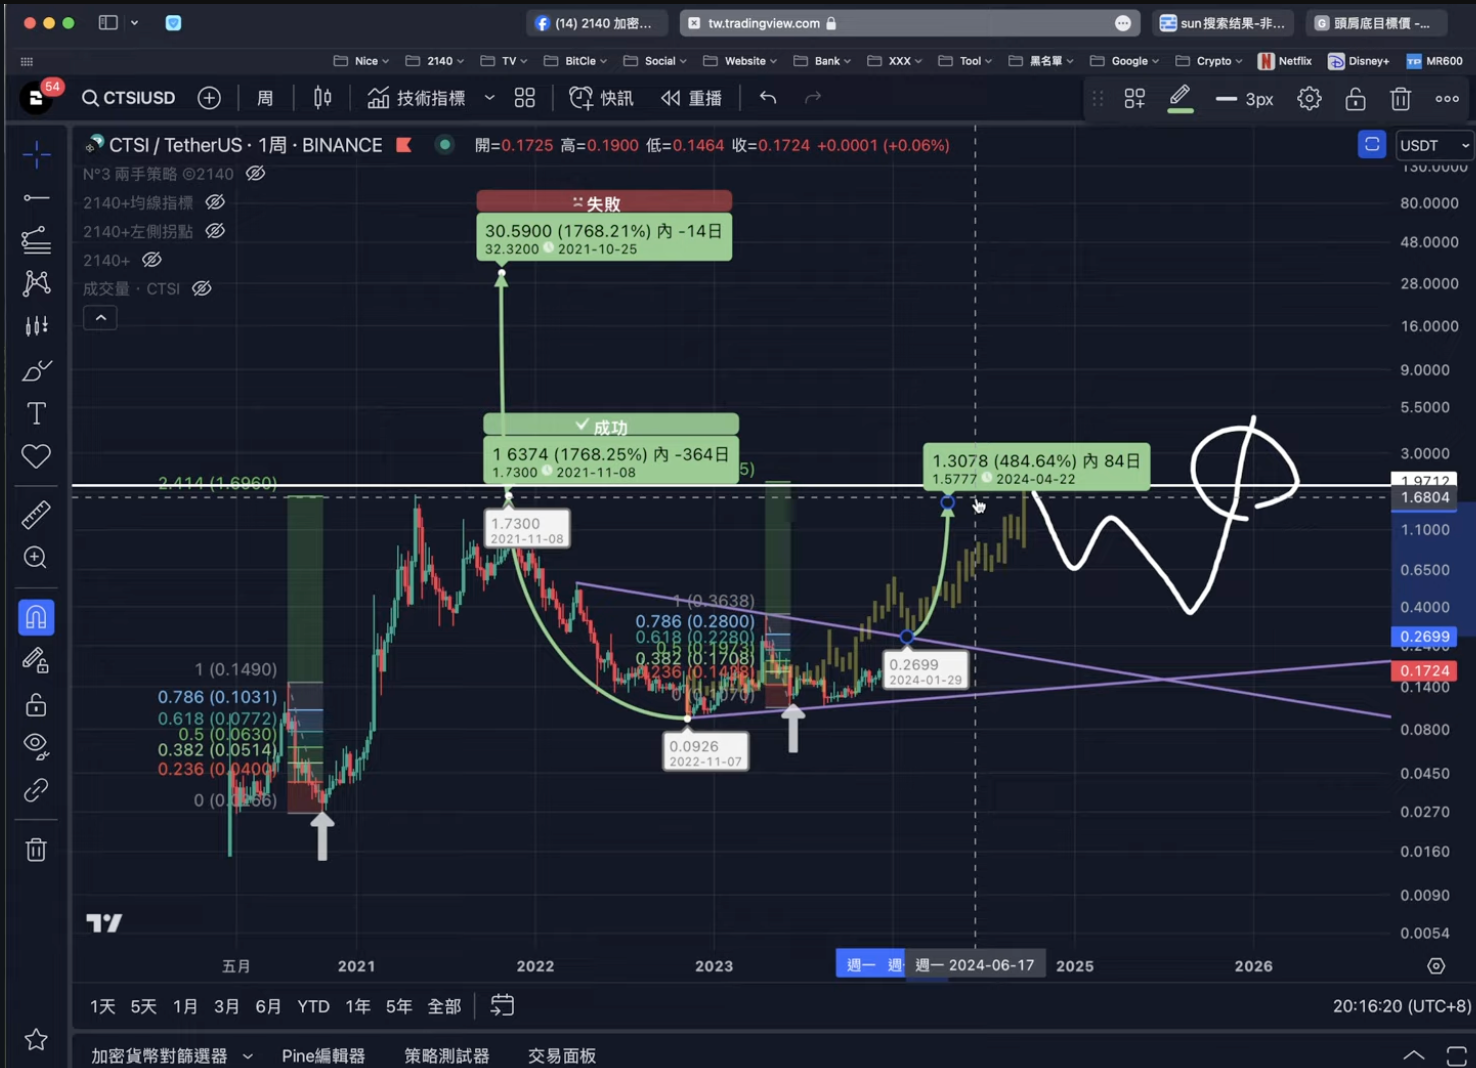 (14) 2140 加密...
tw.tradingview.com
sun搜索结果-非...
頭肩底目標價 -...
Nice
2140
TV
BitCle
Social
Website
Bank
XXX
Tool
黑名單
Google
Crypto
Netflix
Disney+
MR600
54
CTSIUSD
周
技術指標
快訊
重播
3px
CTSI / TetherUS · 1周 · BINANCE
開=0.1725 高=0.1900 低=0.1464 收=0.1724 +0.0001 (+0.06%)
USDT
N°3 兩手策略 ©2140
2140+均線指標
2140+左側拐點
2140+
成交量 · CTSI
失敗
30.5900 (1768.21%) 內 -14日
32.3200 2021-10-25
成功
1 6374 (1768.25%) 內 -364日
1.7300 2021-11-08
1.3078 (484.64%) 內 84日
1.5777 2024-04-22
2.414 (1.6960)
1.7300
2021-11-08
1 (0.3638)
0.786 (0.2800)
0.618 (0.2280)
0.382 (0.1708)
0.2699
2024-01-29
0.0926
2022-11-07
1 (0.1490)
0.786 (0.1031)
0.618 (0.0772)
0.5 (0.0630)
0.382 (0.0514)
0.236 (0.0400)
130.0000
80.0000
48.0000
28.0000
16.0000
9.0000
5.5000
3.0000
1.9712
1.6804
1.1000
0.6500
0.4000
0.2699
0.1724
0.1400
0.0800
0.0450
0.0270
0.0160
0.0090
0.0054
五月
2021
2022
2023
週一
週一 2024-06-17
2025
2026
1天 5天 1月 3月 6月 YTD 1年 5年 全部
20:16:20 (UTC+8)
加密貨幣對篩選器
Pine編輯器
策略測試器
交易面板